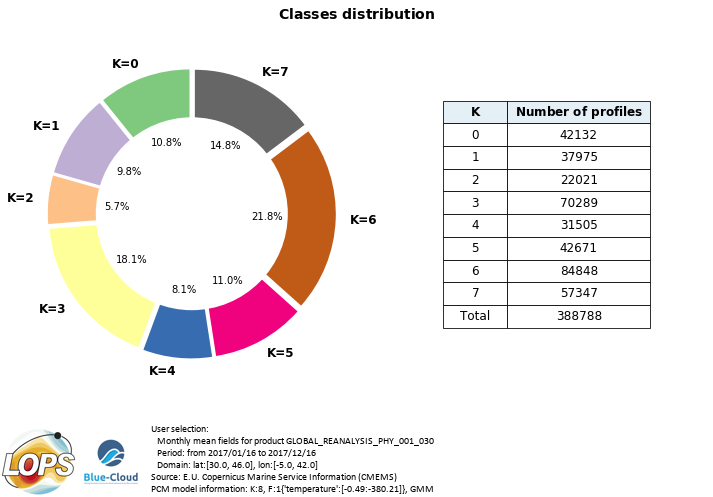 Classes distribution
K=0
K=7
K=1
K=2
K=6
K=3
K=5
K=4
10.8%
14.8%
9.8%
5.7%
21.8%
18.1%
11.0%
8.1%
K Number of profiles
0 42132
1 37975
2 22021
3 70289
4 31505
5 42671
6 84848
7 57347
Total 388788
LOPS
Blue-Cloud
User selection:
Monthly mean fields for product GLOBAL_REANALYSIS_PHY_001_030
Period: from 2017/01/16 to 2017/12/16
Domain: lat:[30.0, 46.0], lon:[-5.0, 42.0]
Source: E.U. Copernicus Marine Service Information (CMEMS)
PCM model information: K:8, F:1{'temperature':[-0.49:-380.21]}, GMM